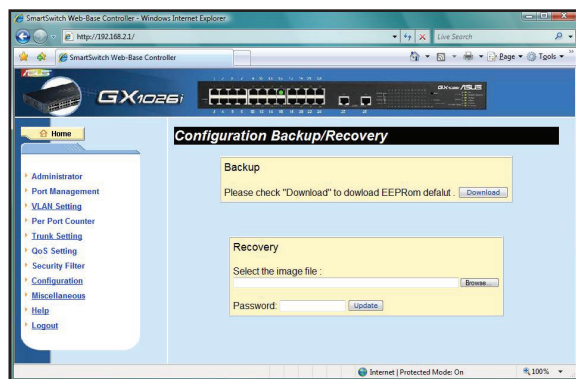 SmartSwitch Web-Base Controller - Windows Internet Explorer
http://192.168.2.1/
Live Search
SmartSwitch Web-Base Controller
Page
Tools
ASUS
GX1026i
ASUS
Home
Configuration Backup/Recovery
Administrator
Port Management
VLAN Setting
Per Port Counter
Trunk Setting
QoS Setting
Security Filter
Configuration
Miscellaneous
Help
Logout
Backup
Please check "Download" to dowload EEPRom defalut .
Download
Recovery
Select the image file :
Browse...
Password:
Update
Internet | Protected Mode: On
100%